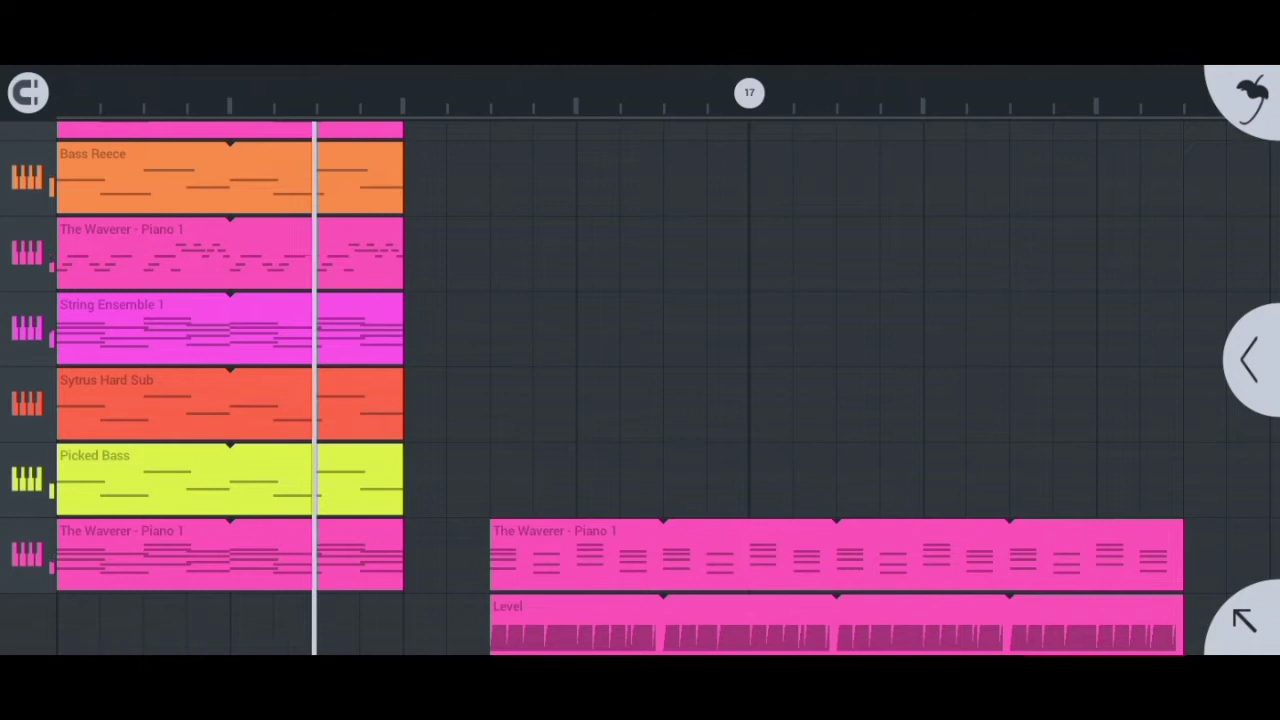 17
Bass Reece
The Waverer - Piano 1
String Ensemble 1
Sytrus Hard Sub
Picked Bass
The Waverer - Piano 1
The Waverer - Piano 1
Level